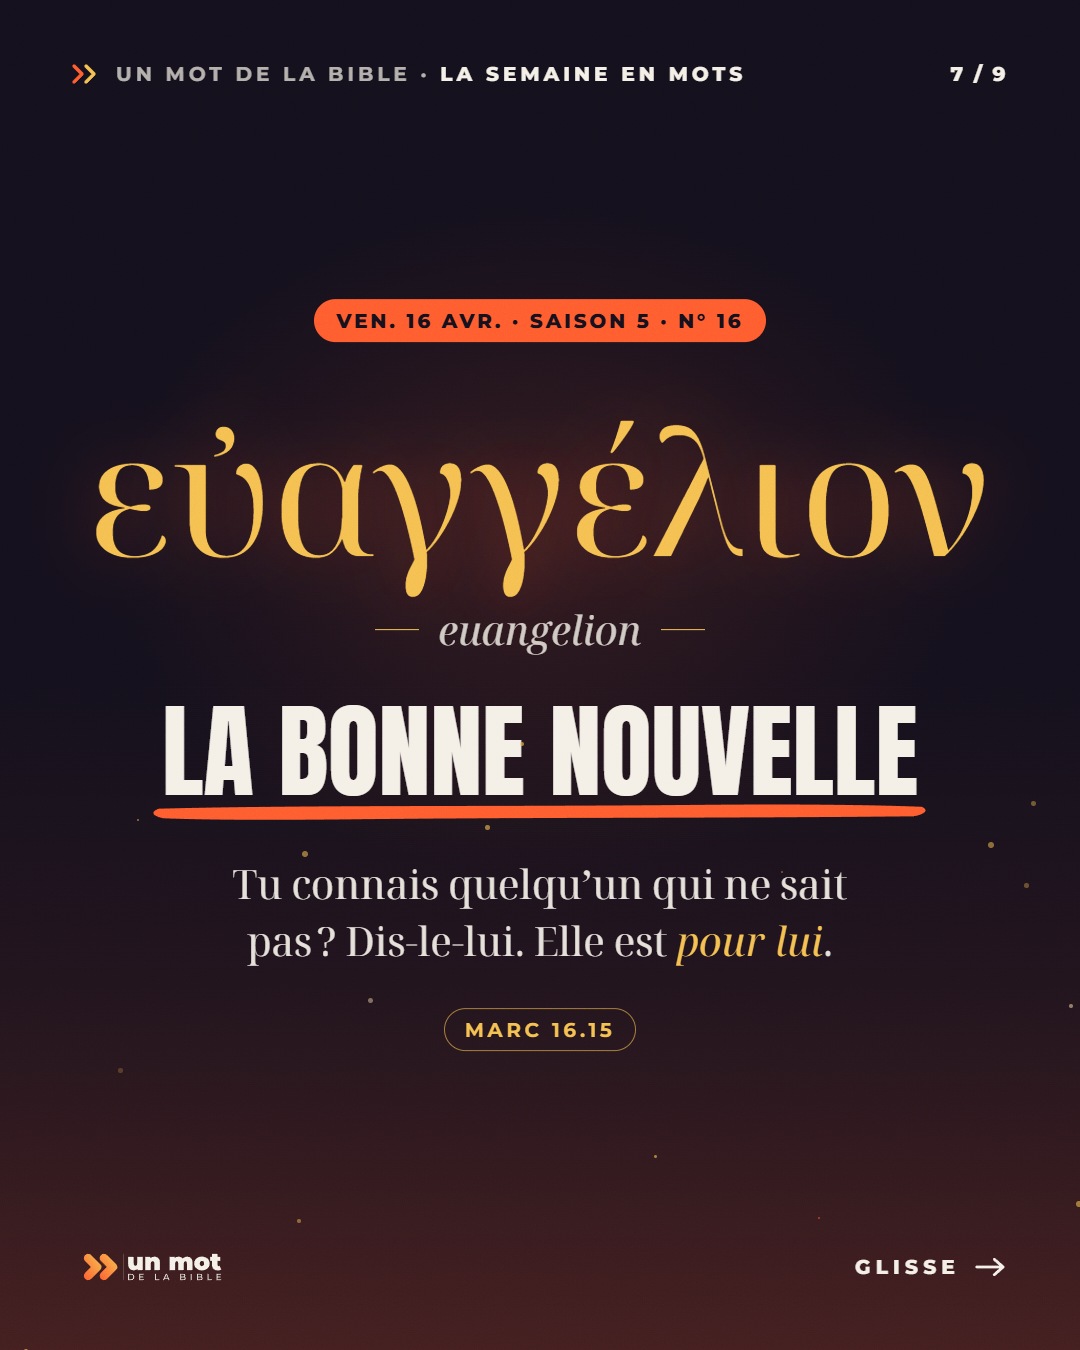 UN MOT DE LA BIBLE · LA SEMAINE EN MOTS
7 / 9
VEN. 16 AVR. · SAISON 5 · N° 16
εὐαγγέλιον
euangelion
LA BONNE NOUVELLE
Tu connais quelqu’un qui ne sait
pas ? Dis-le-lui. Elle est pour lui.
MARC 16.15
un mot
DE LA BIBLE
GLISSE →